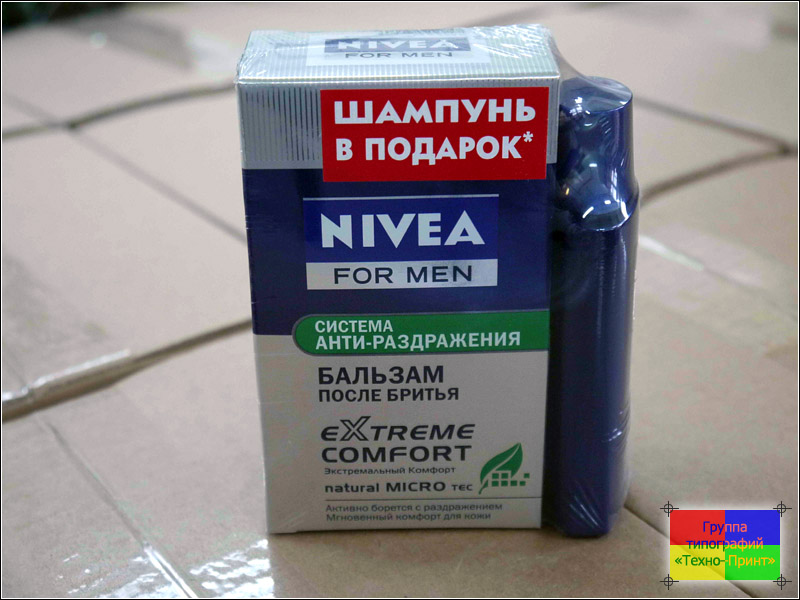 NIVEA
FOR MEN
ШАМПУНЬ
В ПОДАРОК*
NIVEA
FOR MEN
СИСТЕМА
АНТИ-РАЗДРАЖЕНИЯ
БАЛЬЗАМ
ПОСЛЕ БРИТЬЯ
eXTREME
COMFORT
Экстремальный Комфорт
natural MICRO тес
Активно борется с раздражением
Мгновенный комфорт для кожи
Группа
типографий
«Техно-Принт»